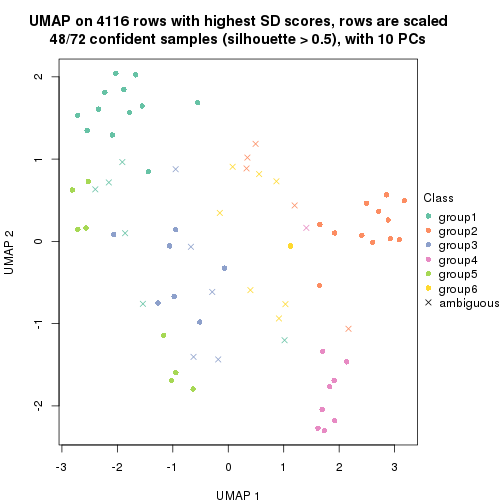 UMAP on 4116 rows with highest SD scores, rows are scaled
48/72 confident samples (silhouette > 0.5), with 10 PCs
UMAP 2
2
1
0
-1
-2
-3
-2
-1
0
1
2
3
UMAP 1
Class
group1
group2
group3
group4
group5
group6
ambiguous